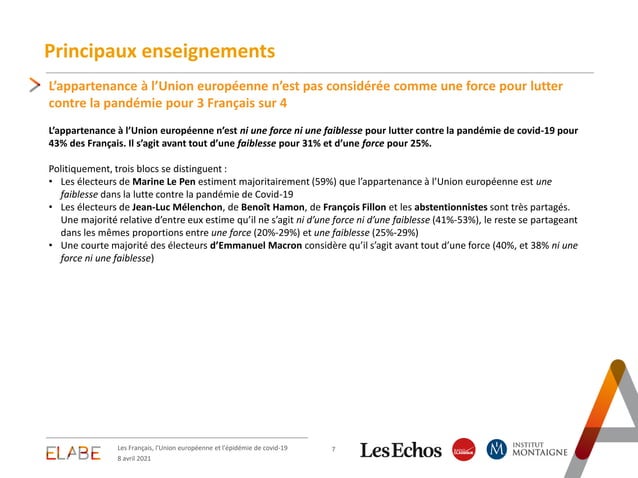 Principaux enseignements
L’appartenance à l’Union européenne n’est pas considérée comme une force pour lutter
contre la pandémie pour 3 Français sur 4
L’appartenance à l’Union européenne n’est ni une force ni une faiblesse pour lutter contre la pandémie de covid-19 pour
43% des Français. Il s’agit avant tout d’une faiblesse pour 31% et d’une force pour 25%.
Politiquement, trois blocs se distinguent :
• Les électeurs de Marine Le Pen estiment majoritairement (59%) que l’appartenance à l’Union européenne est une
faiblesse dans la lutte contre la pandémie de Covid-19
• Les électeurs de Jean-Luc Mélenchon, de Benoît Hamon, de François Fillon et les abstentionnistes sont très partagés.
Une majorité relative d’entre eux estime qu’il ne s’agit ni d’une force ni d’une faiblesse (41%-53%), le reste se partageant
dans les mêmes proportions entre une force (20%-29%) et une faiblesse (25%-29%)
• Une courte majorité des électeurs d’Emmanuel Macron considère qu’il s’agit avant tout d’une force (40%, et 38% ni une
force ni une faiblesse)
ELABE
Les Français, l’Union européenne et l’épidémie de covid-19
8 avril 2021
7
Les Echos
RADIO CLASSIQUE
INSTITUT
MONTAIGNE